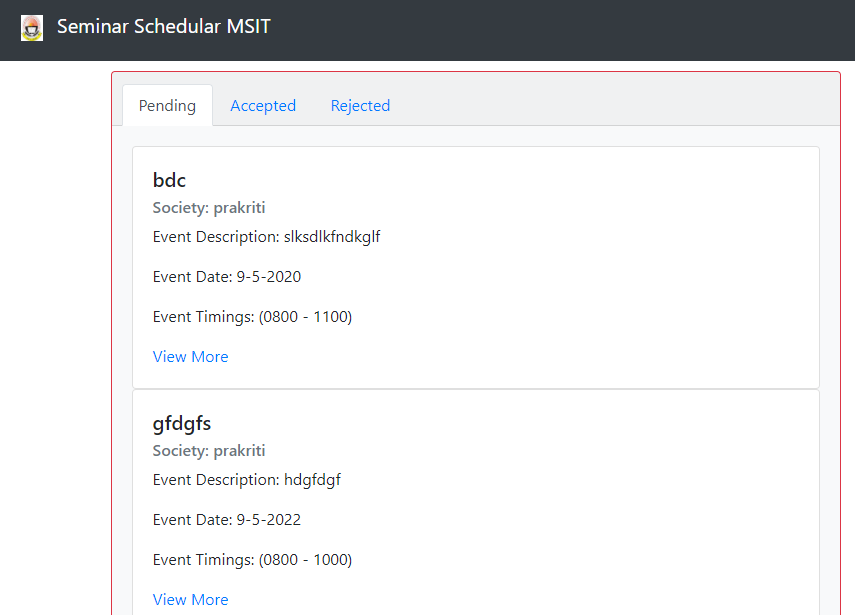 Seminar Schedular MSIT
Pending Accepted Rejected
bdc
Society: prakriti
Event Description: slksdlkfndkglf
Event Date: 9-5-2020
Event Timings: (0800 - 1100)
View More
gfdgfs
Society: prakriti
Event Description: hdgfdgf
Event Date: 9-5-2022
Event Timings: (0800 - 1000)
View More